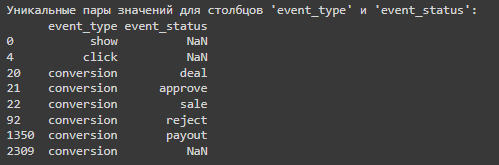 Уникальные пары значений для столбцов 'event_type' и 'event_status':
event_type event_status
0 show NaN
4 click NaN
20 conversion deal
21 conversion approve
22 conversion sale
92 conversion reject
1350 conversion payout
2309 conversion NaN